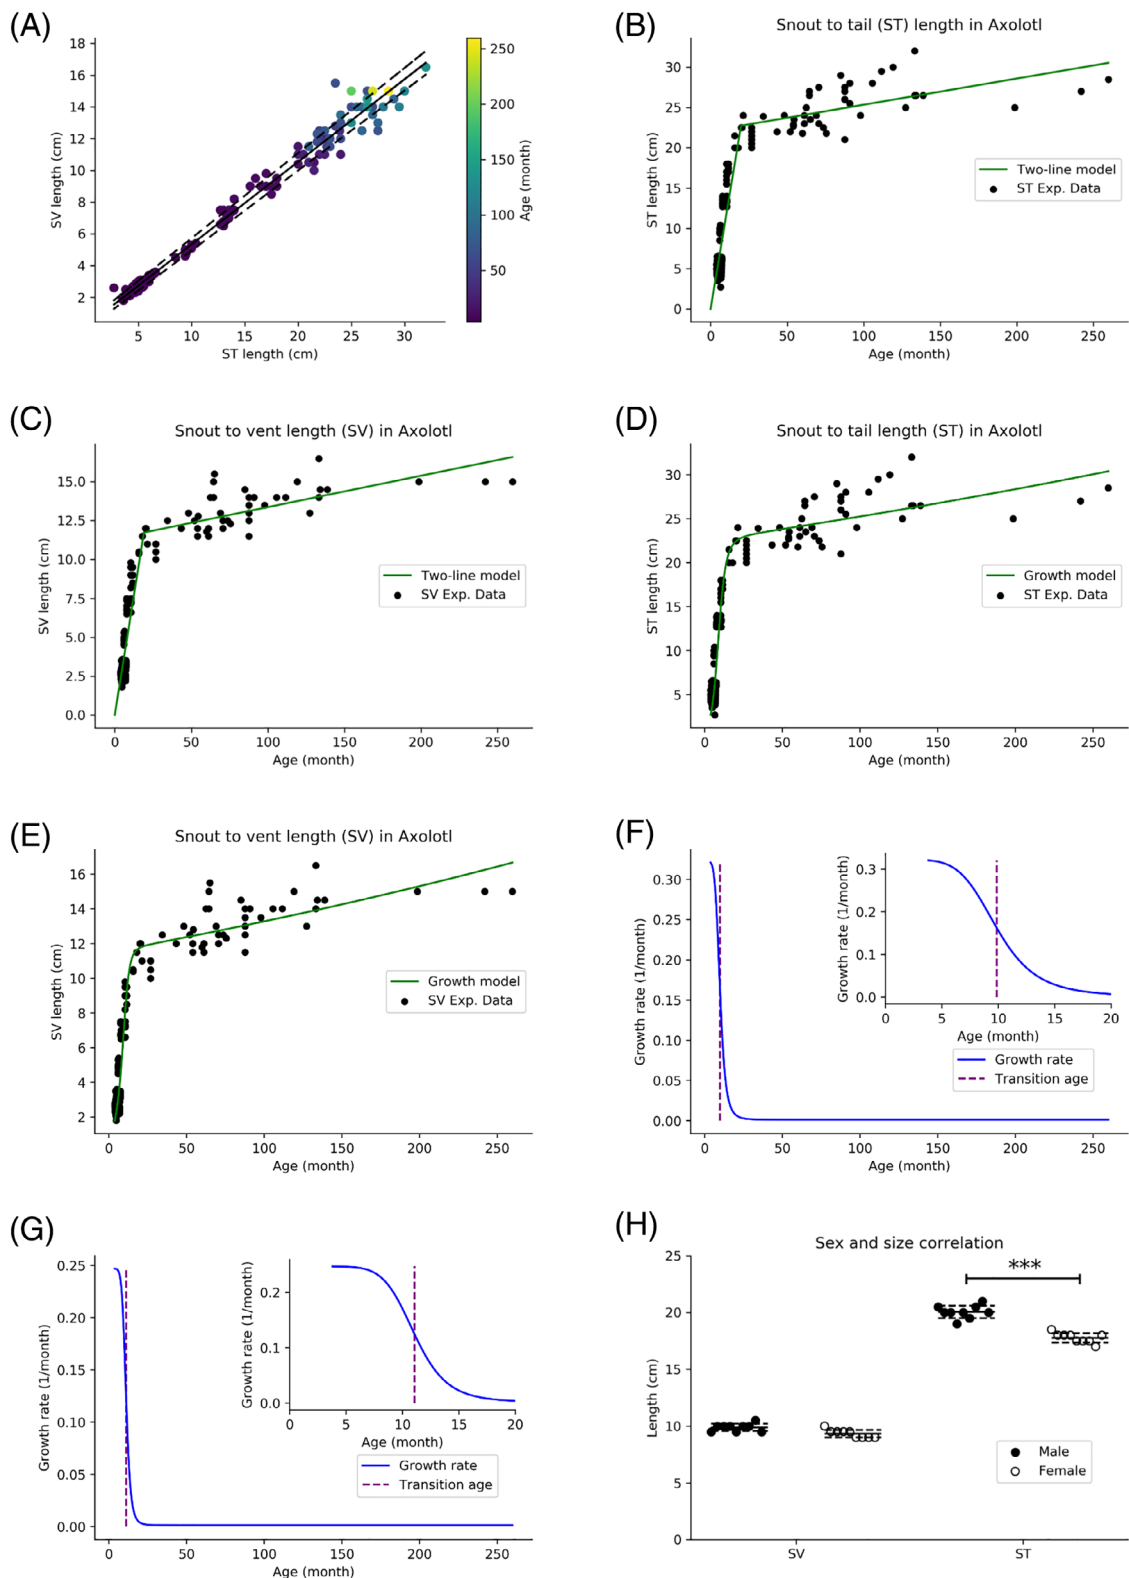 (A)
18
16
14
12
10
8
6
4
2
SV length (cm)
5
10
15
20
25
30
ST length (cm)
250
200
150
100
50
Age (month)
(B)
Snout to tail (ST) length in Axolotl
30
25
20
15
10
5
0
ST length (cm)
Two-line model
ST Exp. Data
0
50
100
150
200
250
Age (month)
(C)
Snout to vent length (SV) in Axolotl
15.0
12.5
10.0
7.5
5.0
2.5
0.0
SV length (cm)
Two-line model
SV Exp. Data
0
50
100
150
200
250
Age (month)
(D)
Snout to tail length (ST) in Axolotl
30
25
20
15
10
5
ST length (cm)
Growth model
ST Exp. Data
0
50
100
150
200
250
Age (month)
(E)
Snout to vent length (SV) in Axolotl
16
14
12
10
8
6
4
2
SV length (cm)
Growth model
SV Exp. Data
0
50
100
150
200
250
Age (month)
(F)
0.30
0.25
0.20
0.15
0.10
0.05
0.00
Growth rate (1/month)
0.3
0.2
0.1
0.0
Growth rate (1/month)
0
5
10
15
20
Age (month)
Growth rate
Transition age
0
50
100
150
200
250
Age (month)
(G)
0.25
0.20
0.15
0.10
0.05
0.00
Growth rate (1/month)
0.2
0.1
0.0
Growth rate (1/month)
0
5
10
15
20
Age (month)
Growth rate
Transition age
0
50
100
150
200
250
Age (month)
(H)
Sex and size correlation
25
20
15
10
5
0
Length (cm)
***
Male
Female
SV
ST